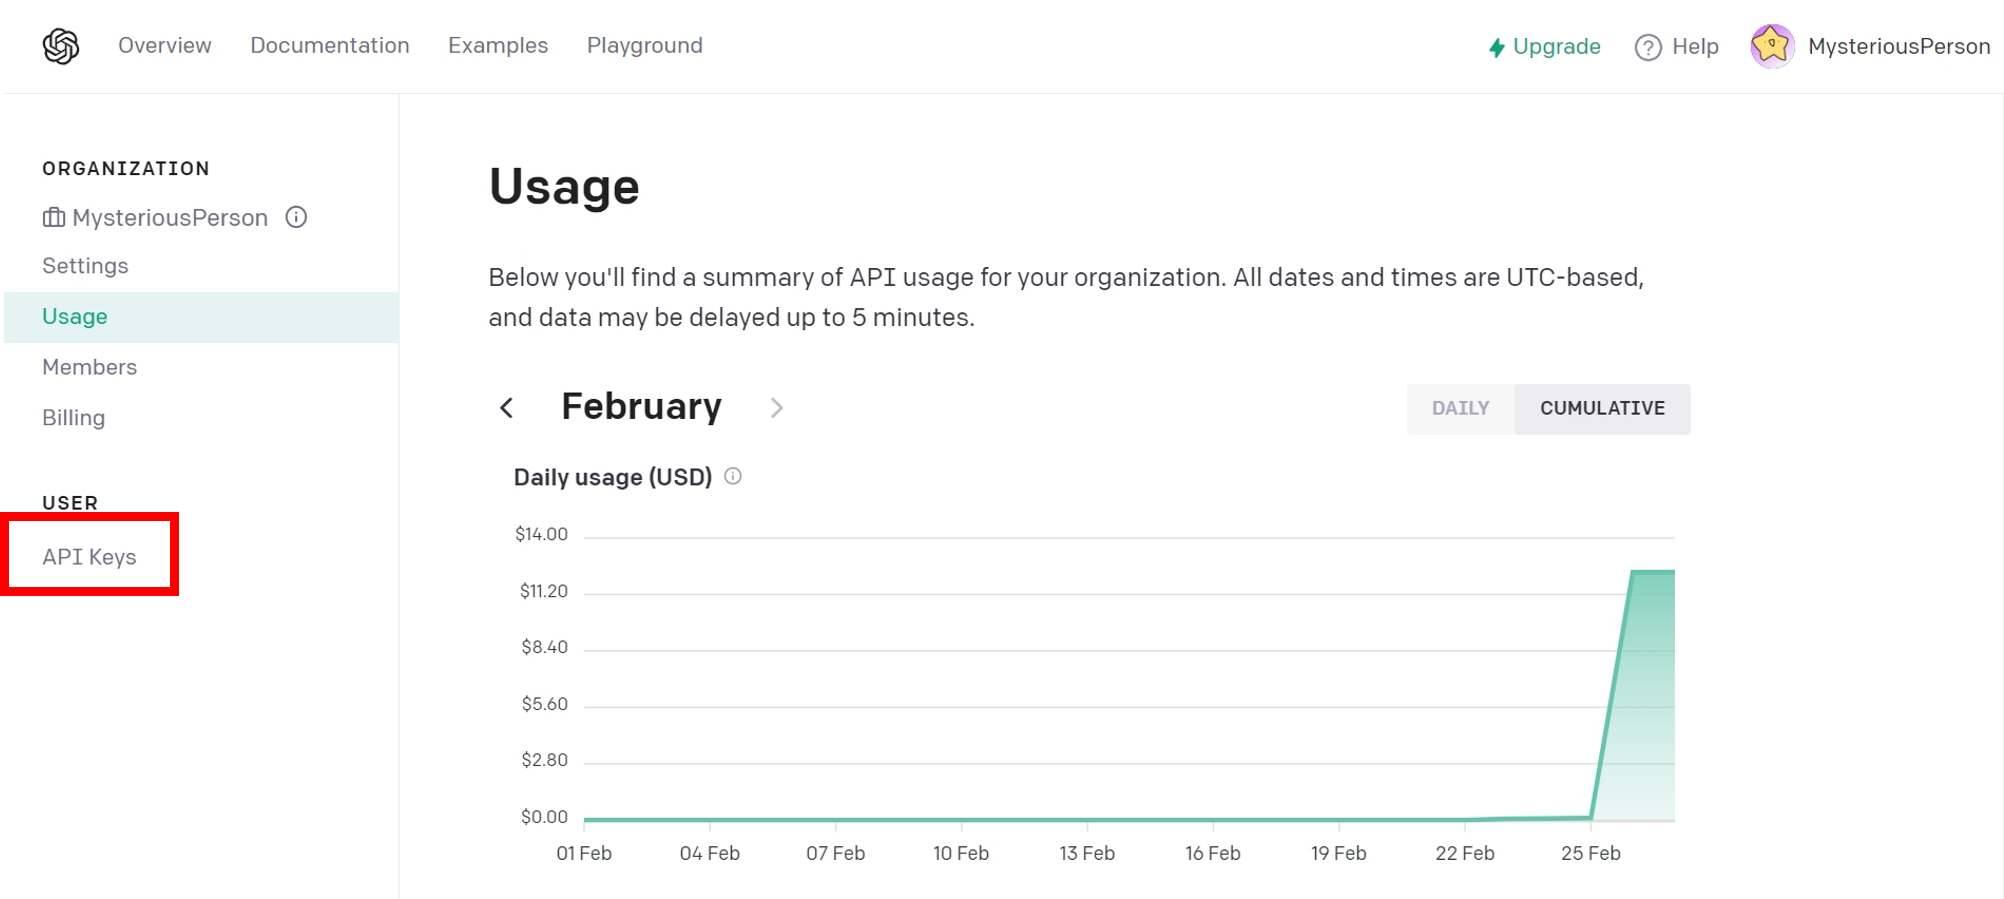 Overview Documentation Examples Playground Upgrade Help MysteriousPerson
ORGANIZATION
MysteriousPerson
Settings
Usage
Members
Billing
USER
API Keys
Usage
Below you'll find a summary of API usage for your organization. All dates and times are UTC-based,
and data may be delayed up to 5 minutes.
February
DAILY CUMULATIVE
Daily usage (USD)
$14.00
$11.20
$8.40
$5.60
$2.80
$0.00
01 Feb 04 Feb 07 Feb 10 Feb 13 Feb 16 Feb 19 Feb 22 Feb 25 Feb